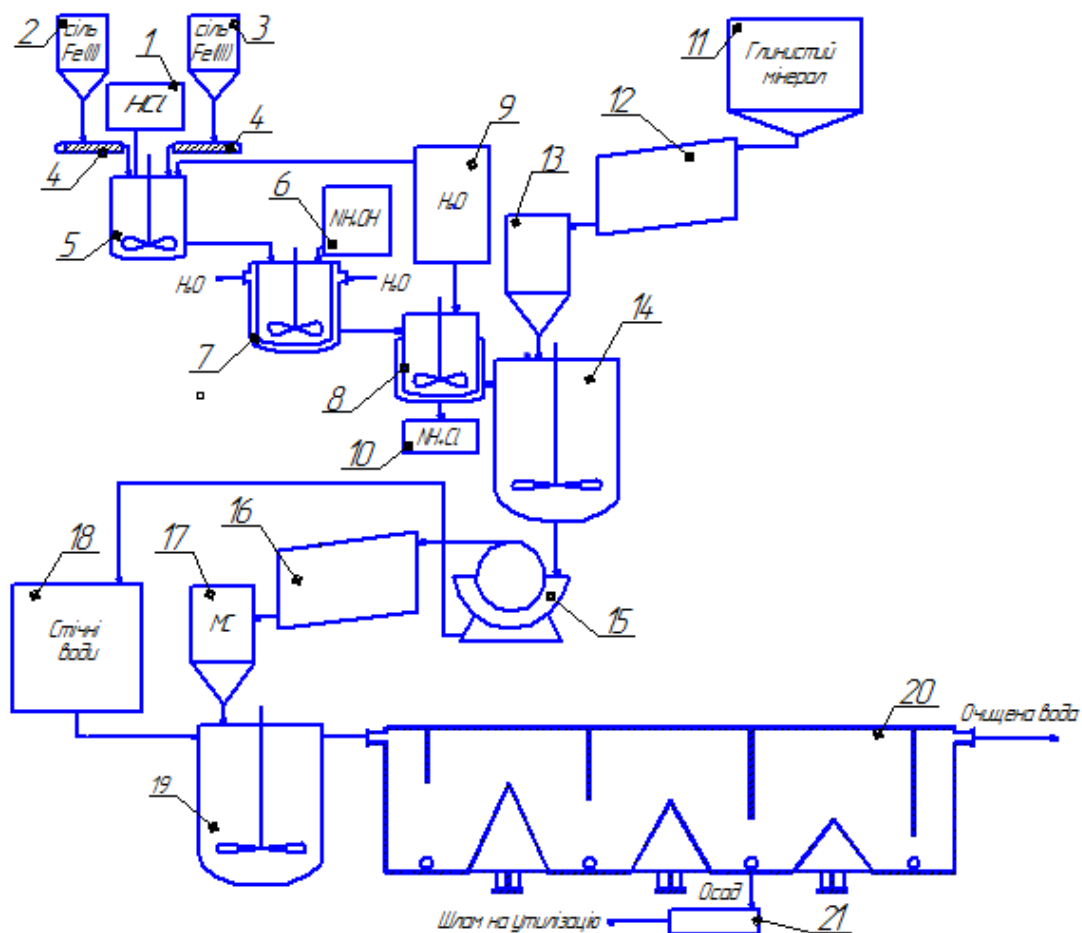 2
сіль
Fe(II)
1
HCl
сіль
Fe(III)
3
4
4
5
6
NH₄OH
9
H₂O
11
Глинистий
мінерал
12
13
H₂O
H₂O
7
8
14
10
NH₄Cl
18
Стічні
води
17
МС
16
15
19
20
Очищена вода
Осад
Шлам на утилізацію
21